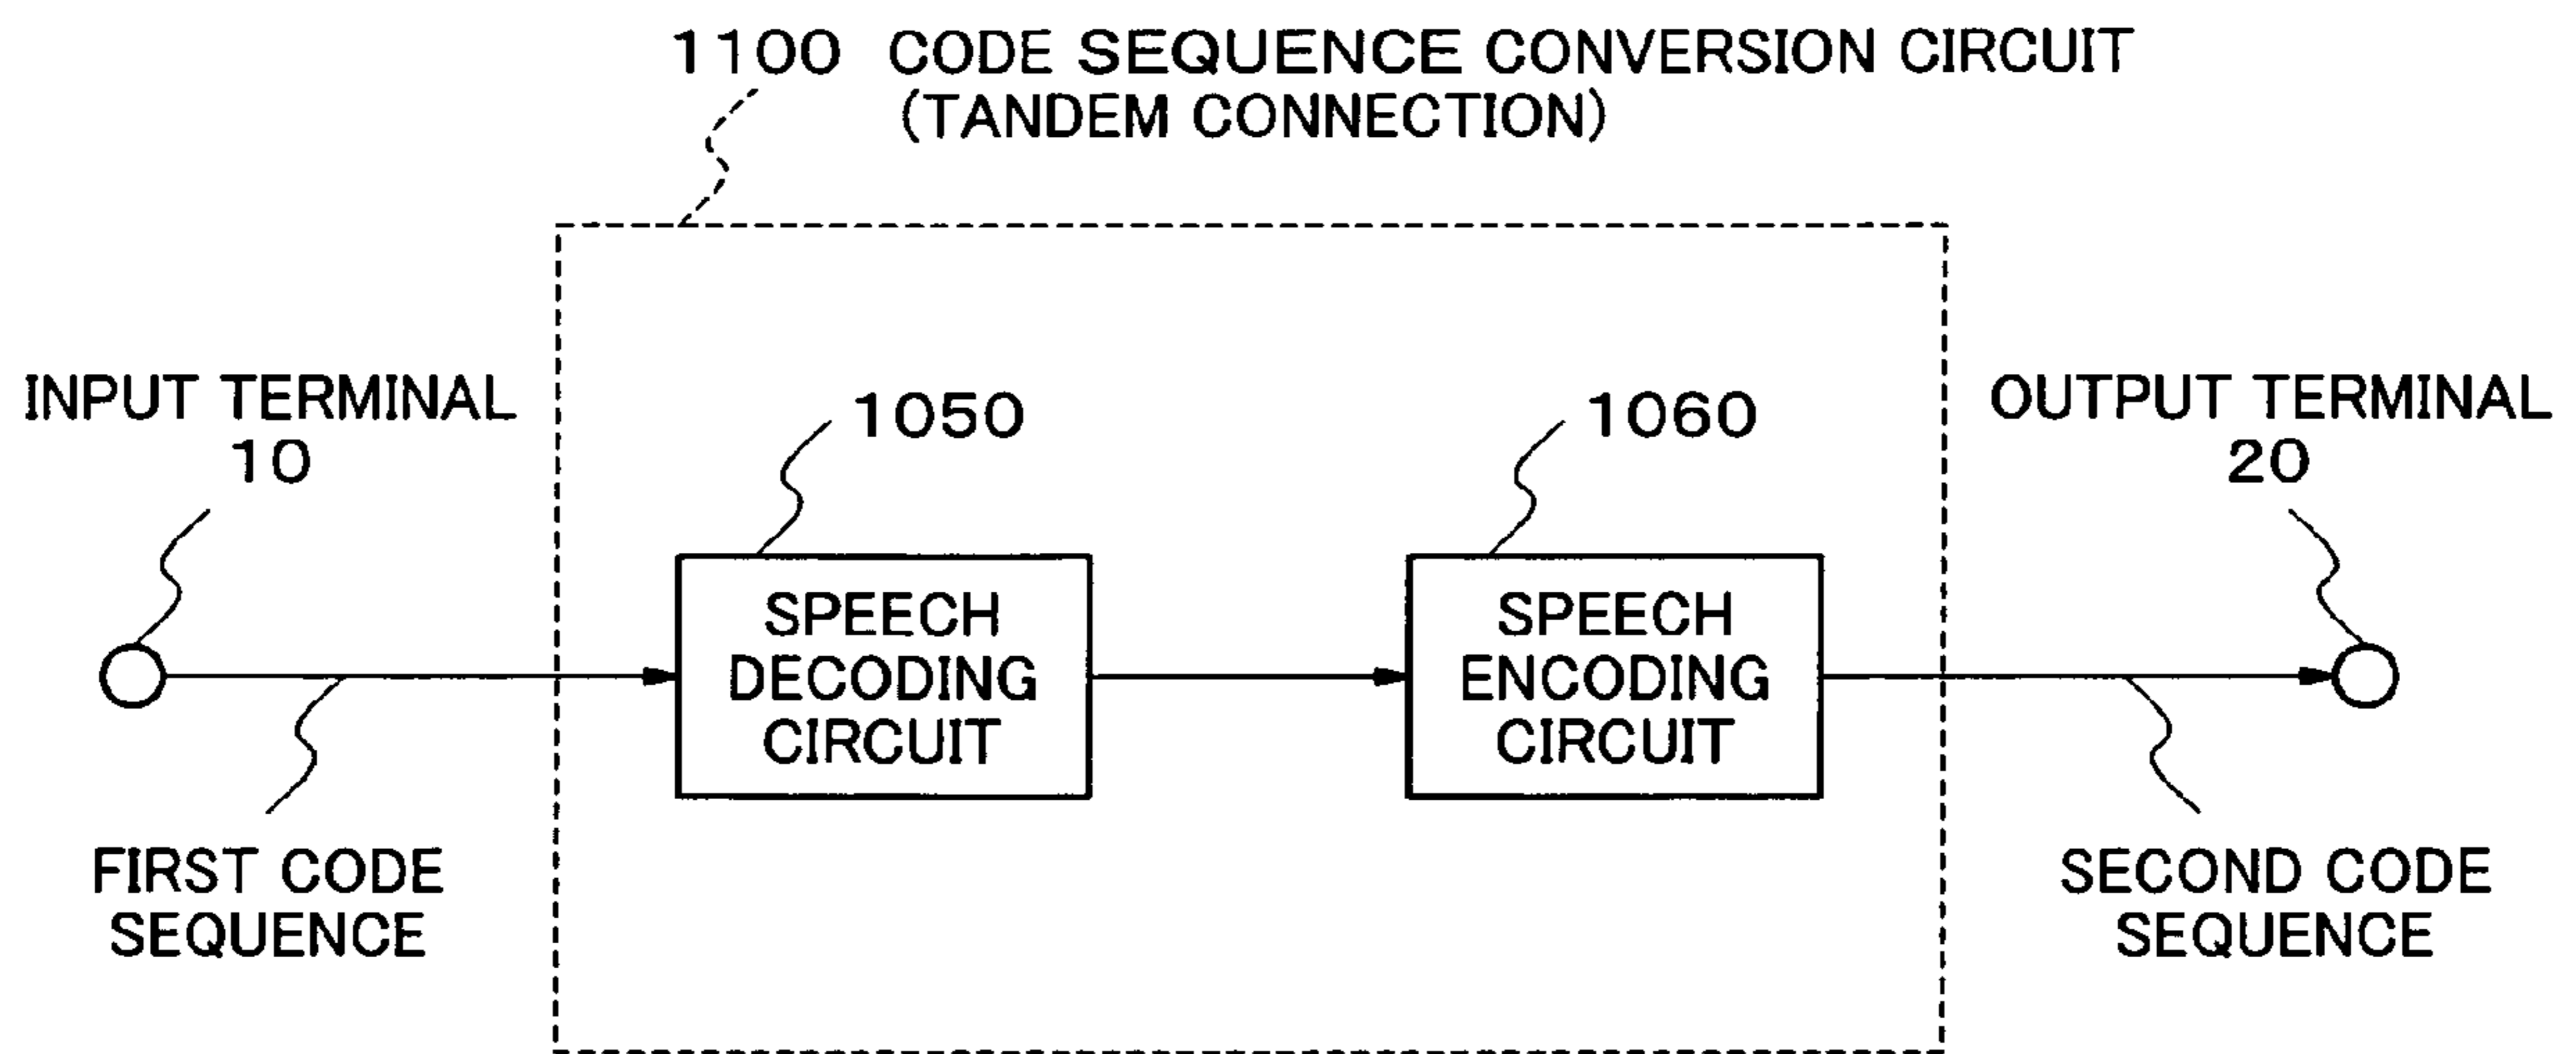 1100 CODE SEQUENCE CONVERSION CIRCUIT
(TANDEM CONNECTION)
INPUT TERMINAL
10
1050
1060
OUTPUT TERMINAL
20
SPEECH
DECODING
CIRCUIT
SPEECH
ENCODING
CIRCUIT
FIRST CODE
SEQUENCE
SECOND CODE
SEQUENCE